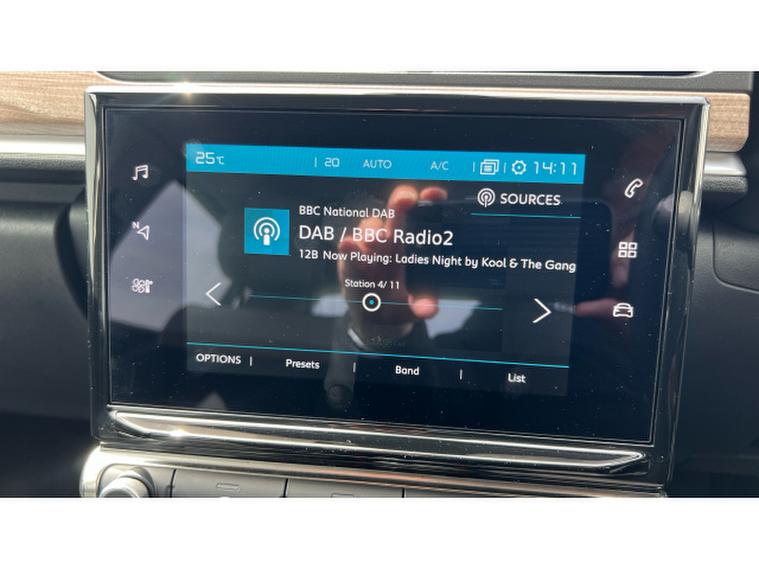 25°C | 20 AUTO A/C | | 14:11
SOURCES
BBC National DAB
DAB / BBC Radio2
12B Now Playing: Ladies Night by Kool & The Gang
Station 4/ 11
OPTIONS | Presets | Band | List
N